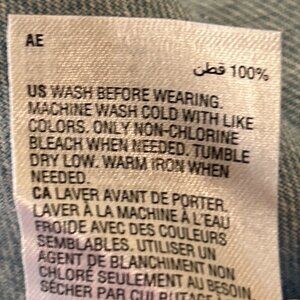 AE
100% قطن
US WASH BEFORE WEARING.
MACHINE WASH COLD WITH LIKE
COLORS. ONLY NON-CHLORINE
BLEACH WHEN NEEDED. TUMBLE
DRY LOW. WARM IRON WHEN
NEEDED.
CA LAVER AVANT DE PORTER.
LAVER À LA MACHINE À L'EAU
FROIDE AVEC DES COULEURS
SEMBLABLES. UTILISER UN
AGENT DE BLANCHIMENT NON
CHLORÉ SEULEMENT AU BESOIN
SÉCHER PAR